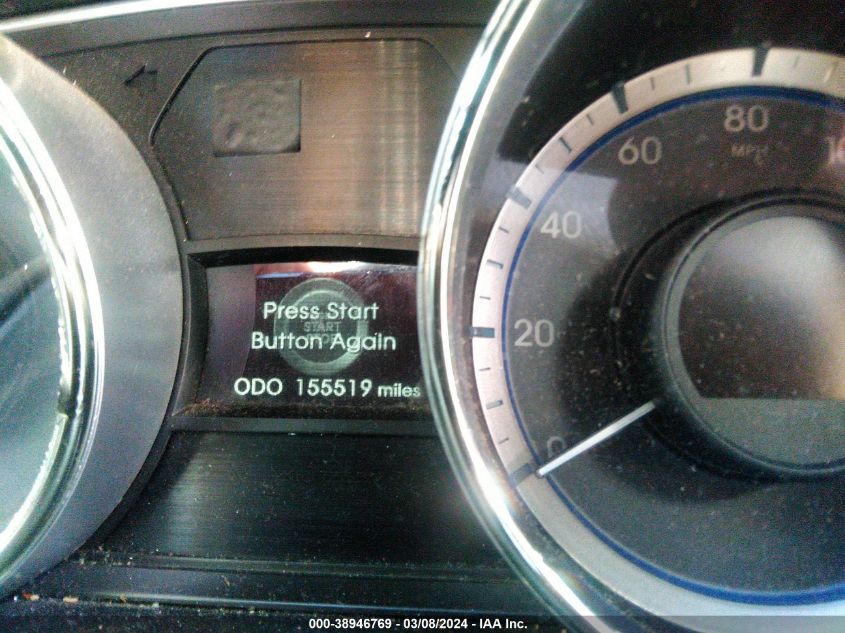 Press Start
START
Button Again
ODO 155519 miles
80
60
MPH
40
20
0
000-38946769 — 03/08/2024 — IAA Inc.